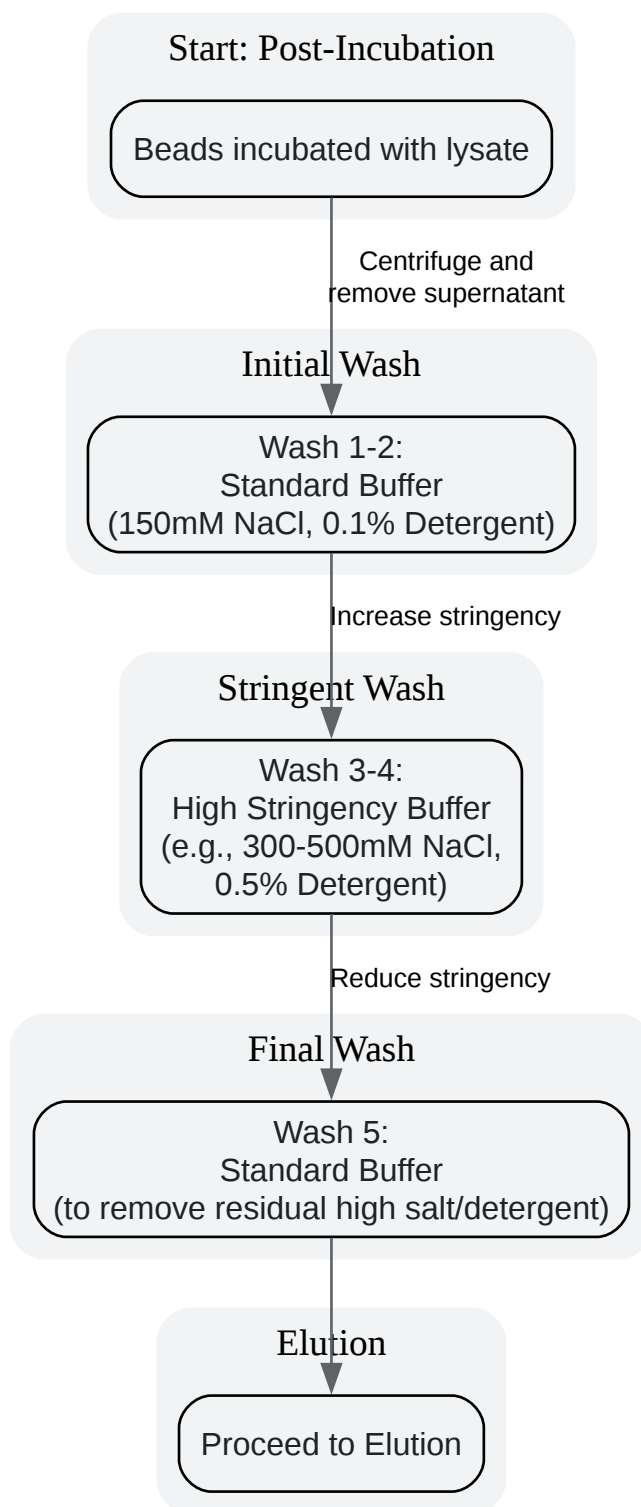 Start: Post-Incubation
Beads incubated with lysate
Centrifuge and
remove supernatant
Initial Wash
Wash 1-2:
Standard Buffer
(150mM NaCl, 0.1% Detergent)
Increase stringency
Stringent Wash
Wash 3-4:
High Stringency Buffer
(e.g., 300-500mM NaCl,
0.5% Detergent)
Reduce stringency
Final Wash
Wash 5:
Standard Buffer
(to remove residual high salt/detergent)
Elution
Proceed to Elution